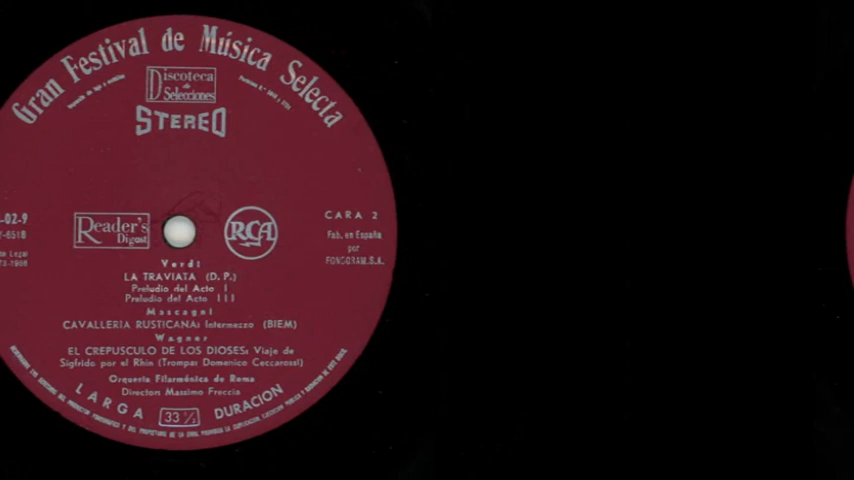 Gran Festival de Música Selecta
Discoteca
de
Selecciones
STEREO
-02-9
-6518
Reader's
Digest
RCA
CARA 2
Fab. en España
por
FONOGRAM, S.A.
Legal
Verdi
LA TRAVIATA (D. P.)
Preludio del Acto I
Preludio del Acto III
Mascagni
CAVALLERIA RUSTICANA: Intermezzo (BIEM)
Wagner
EL CREPUSCULO DE LOS DIOSES: Viaje de
Sigfrido por el Rhin (Trompa: Domenico Ceccarossi)
Orquesta Filarmónica de Roma
Director: Massimo Freccia
LARGA 33 1/3 DURACION